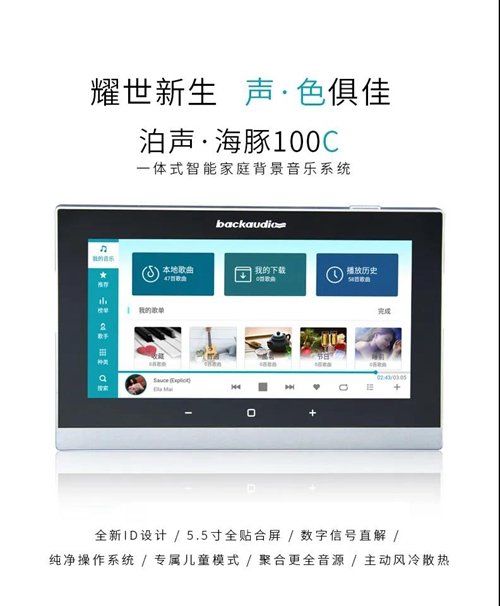 耀世新生 声·色俱佳
泊声·海豚100C
一体式智能家庭背景音乐系统
backaudio
我的音乐
推荐
榜单
歌手
种类
搜索
本地歌曲
47首歌曲
我的下载
0首歌曲
播放历史
58首歌曲
我的歌单
完成
收藏
0首歌曲
0首歌曲
0首歌曲
节日
0首歌曲
睡前
0首歌曲
Sauce (Explicit)
Ella Mai
02:43/03:05
全新ID设计 / 5.5寸全贴合屏 / 数字信号直解 /
纯净操作系统 / 专属儿童模式 / 聚合更全音源 / 主动风冷散热